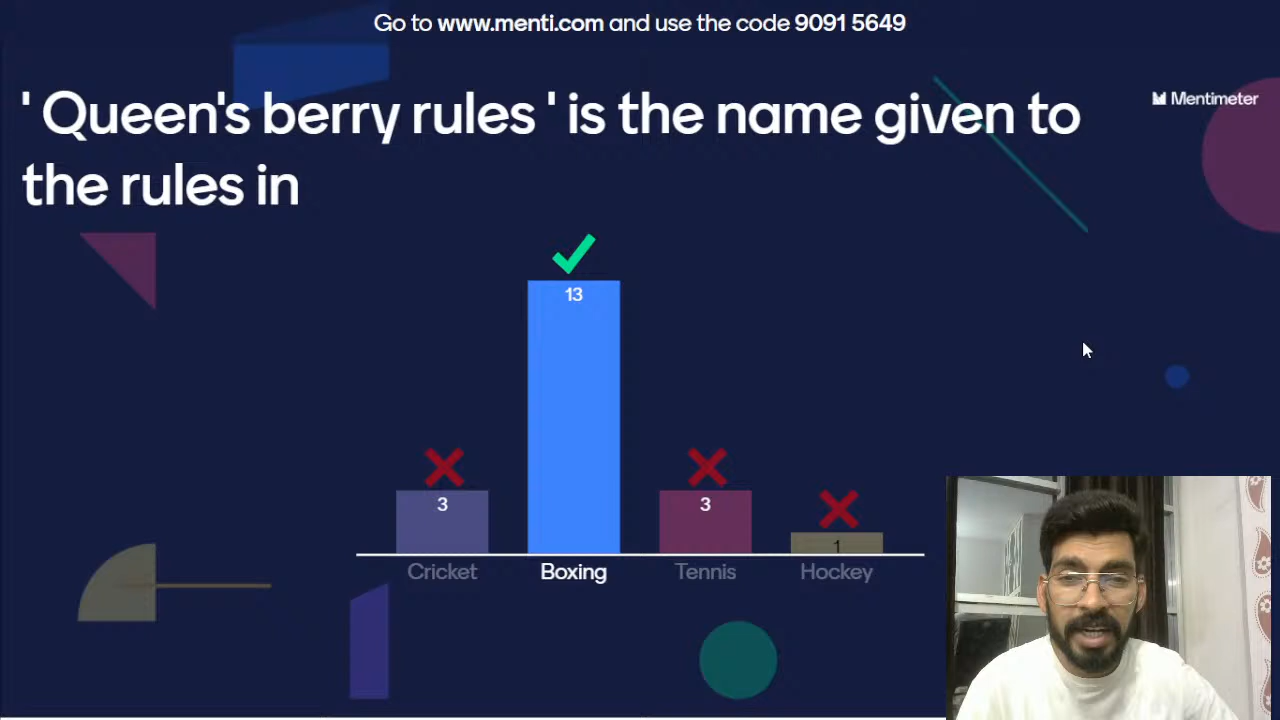 Go to www.menti.com and use the code 9091 5649
' Queen's berry rules ' is the name given to
the rules in
Mentimeter
13
3
3
1
Cricket
Boxing
Tennis
Hockey